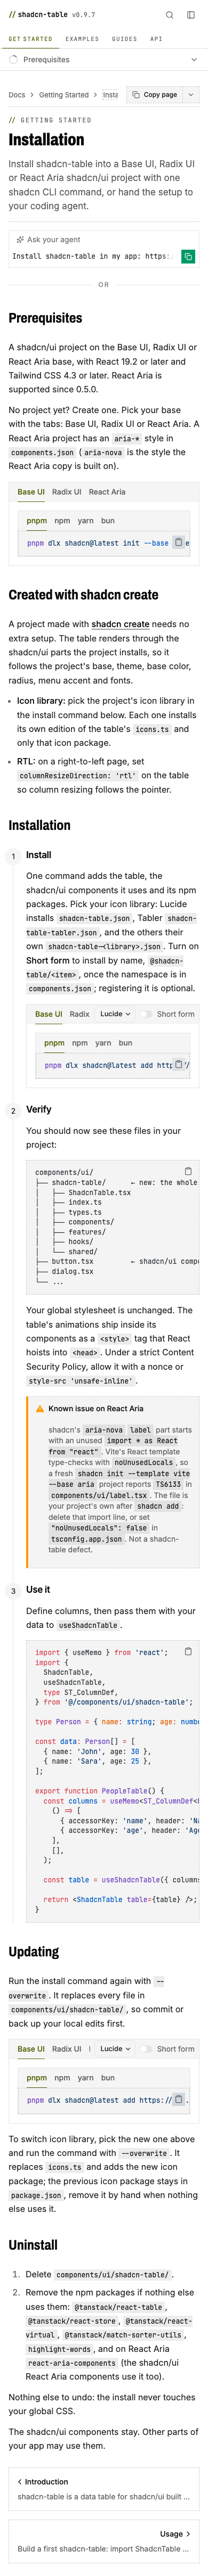 //shadcn-table v0.9.7
GET STARTED EXAMPLES GUIDES API
Prerequisites
Docs > Getting Started > Insta
Copy page
// GETTING STARTED
Installation
Install shadcn-table into a Base UI, Radix UI
or React Aria shadcn/ui project with one
shadcn CLI command, or hand the setup to
your coding agent.
Ask your agent
Install shadcn-table in my app: https:
OR
Prerequisites
A shadcn/ui project on the Base UI, Radix UI or
React Aria base, with React 19.2 or later and
Tailwind CSS 4.3 or later. React Aria is
supported since 0.5.0.
No project yet? Create one. Pick your base
with the tabs: Base UI, Radix UI or React Aria. A
React Aria project has an aria-* style in
components.json ( aria-nova is the style the
React Aria copy is built on).
Base UI Radix UI React Aria
pnpm npm yarn bun
pnpm dlx shadcn@latest init --base
Created with shadcn create
A project made with shadcn create needs no
extra setup. The table renders through the
shadcn/ui parts the project installs, so it
follows the project's base, theme, base color,
radius, menu accent and fonts.
• Icon library: pick the project's icon library in
the install command below. Each one installs
its own edition of the table's icons.ts and
only that icon package.
• RTL: on a right-to-left page, set
columnResizeDirection: 'rtl' on the table
so column resizing follows the pointer.
Installation
1 Install
One command adds the table, the
shadcn/ui components it uses and its npm
packages. Pick your icon library: Lucide
installs shadcn-table.json, Tabler shadcn-
table-tabler.json, and the others their
own shadcn-table-<library>.json. Turn on
Short form to install by name, @shadcn-
table/<item>, once the namespace is in
components.json; registering it is optional.
Base UI Radix Lucide Short form
pnpm npm yarn bun
pnpm dlx shadcn@latest add http
2 Verify
You should now see these files in your
project:
components/ui/
├── shadcn-table/ ← new: the whole
│ ├── ShadcnTable.tsx
│ ├── index.ts
│ ├── types.ts
│ ├── components/
│ ├── features/
│ ├── hooks/
│ └── shared/
├── button.tsx ← shadcn/ui compo
├── dialog.tsx
└── ...
Your global stylesheet is unchanged. The
table's animations ship inside its
components as a <style> tag that React
hoists into <head>. Under a strict Content
Security Policy, allow it with a nonce or
style-src 'unsafe-inline'.
Known issue on React Aria
shadcn's aria-nova label part starts
with an unused import * as React
from "react". Vite's React template
type-checks with noUnusedLocals, so
a fresh shadcn init --template vite
--base aria project reports TS6133 in
components/ui/label.tsx. The file is
your project's own after shadcn add:
delete that import line, or set
"noUnusedLocals": false in
tsconfig.app.json. Not a shadcn-
table defect.
3 Use it
Define columns, then pass them with your
data to useShadcnTable.
import { useMemo } from 'react';
import {
ShadcnTable,
useShadcnTable,
type ST_ColumnDef,
} from '@/components/ui/shadcn-table';
type Person = { name: string; age: numbe
const data: Person[] = [
{ name: 'John', age: 30 },
{ name: 'Sara', age: 25 },
];
export function PeopleTable() {
const columns = useMemo<ST_ColumnDef<
() => [
{ accessorKey: 'name', header: 'Na
{ accessorKey: 'age', header: 'Age
],
[],
);
const table = useShadcnTable({ columns
return <ShadcnTable table={table} />;
}
Updating
Run the install command again with --
overwrite. It replaces every file in
components/ui/shadcn-table/, so commit or
back up your local edits first.
Base UI Radix UI Lucide Short form
pnpm npm yarn bun
pnpm dlx shadcn@latest add https://
To switch icon library, pick the new one above
and run the command with --overwrite. It
replaces icons.ts and adds the new icon
package; the previous icon package stays in
package.json, remove it by hand when nothing
else uses it.
Uninstall
1. Delete components/ui/shadcn-table/.
2. Remove the npm packages if nothing else
uses them: @tanstack/react-table,
@tanstack/react-store, @tanstack/react-
virtual, @tanstack/match-sorter-utils,
highlight-words, and on React Aria
react-aria-components (the shadcn/ui
React Aria components use it too).
Nothing else to undo: the install never touches
your global CSS.
The shadcn/ui components stay. Other parts of
your app may use them.
Introduction
shadcn-table is a data table for shadcn/ui built ...
Usage
Build a first shadcn-table: import ShadcnTable ...